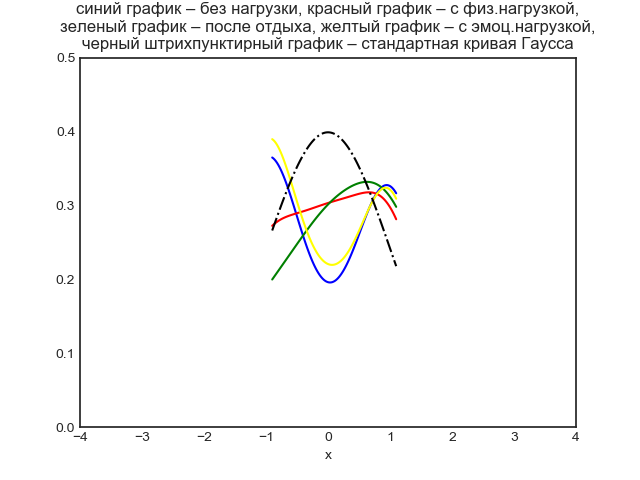 синий график – без нагрузки, красный график – с физ.нагрузкой,
зеленый график – после отдыха, желтый график – с эмоц.нагрузкой,
черный штрихпунктирный график – стандартная кривая Гаусса
0.5
0.4
0.3
0.2
0.1
0.0
−4 −3 −2 −1 0 1 2 3 4
x